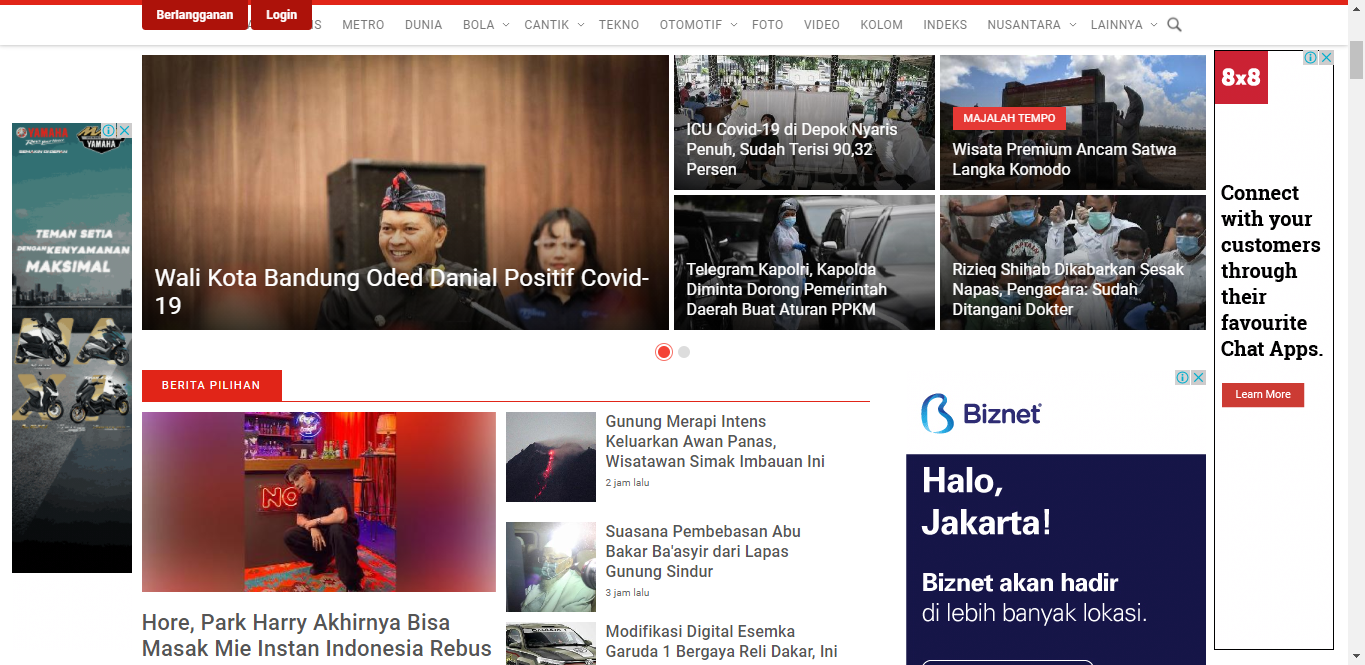 Berlangganan
Login
S
METRO
DUNIA
BOLA
CANTIK
TEKNO
OTOMOTIF
FOTO
VIDEO
KOLOM
INDEKS
NUSANTARA
LAINNYA
YAMAHA
YAMAHA
TEMAN SETIA
DENGAN KENYAMANAN
MAKSIMAL
Wali Kota Bandung Oded Danial Positif Covid-
19
ICU Covid-19 di Depok Nyaris
Penuh, Sudah Terisi 90,32
Persen
MAJALAH TEMPO
Wisata Premium Ancam Satwa
Langka Komodo
Telegram Kapolri, Kapolda
Diminta Dorong Pemerintah
Daerah Buat Aturan PPKM
Rizieq Shihab Dikabarkan Sesak
Napas, Pengacara: Sudah
Ditangani Dokter
8x8
Connect
with your
customers
through
their
favourite
Chat Apps.
Learn More
BERITA PILIHAN
NO
Hore, Park Harry Akhirnya Bisa
Masak Mie Instan Indonesia Rebus
Gunung Merapi Intens
Keluarkan Awan Panas,
Wisatawan Simak Imbauan Ini
2 jam lalu
Suasana Pembebasan Abu
Bakar Ba'asyir dari Lapas
Gunung Sindur
3 jam lalu
Modifikasi Digital Esemka
Garuda 1 Bergaya Reli Dakar, Ini
Biznet
Halo,
Jakarta!
Biznet akan hadir
di lebih banyak lokasi.